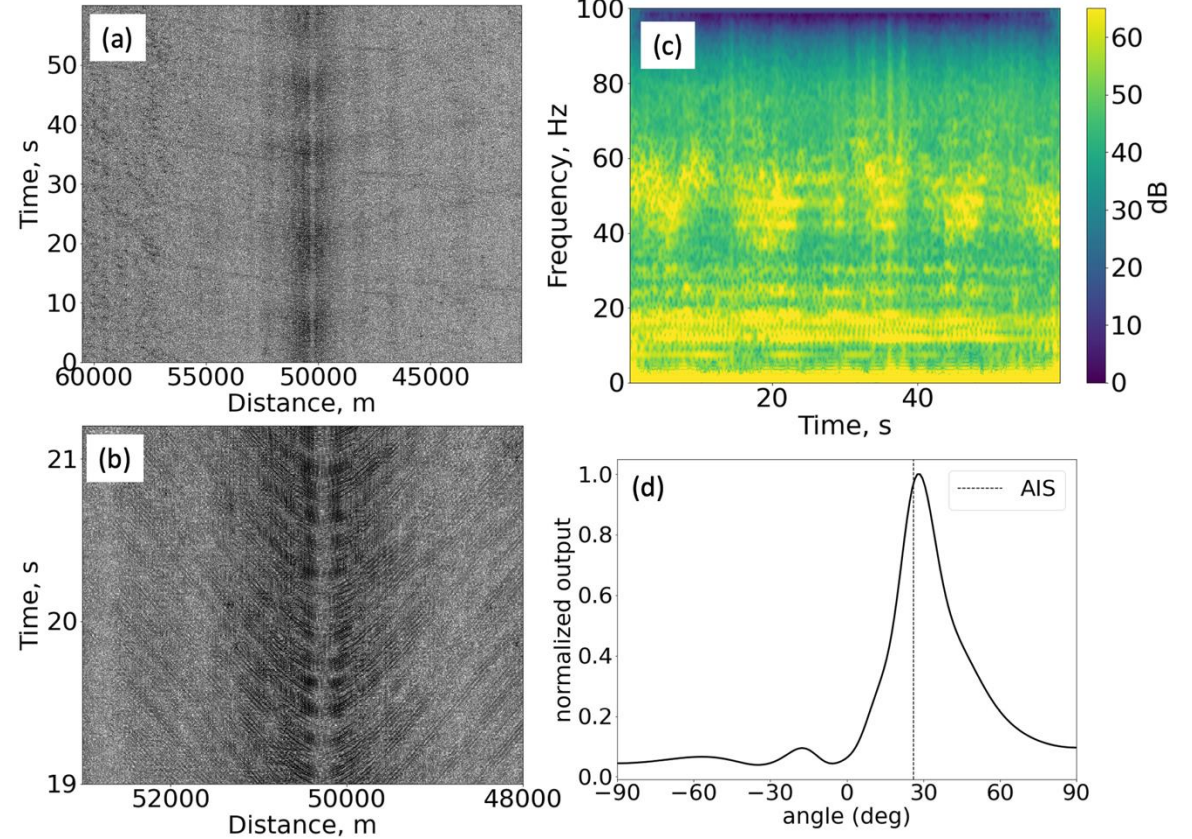 (a)
Time, s
50
40
30
20
10
0
60000 55000 50000 45000
Distance, m
(b)
Time, s
21
20
19
52000 50000 48000
Distance, m
(c)
Frequency, Hz
100
80
60
40
20
0
20 40
Time, s
60
50
40
30
20
10
0
dB
(d)
AIS
normalized output
1.0
0.8
0.6
0.4
0.2
0.0
−90 −60 −30 0 30 60 90
angle (deg)